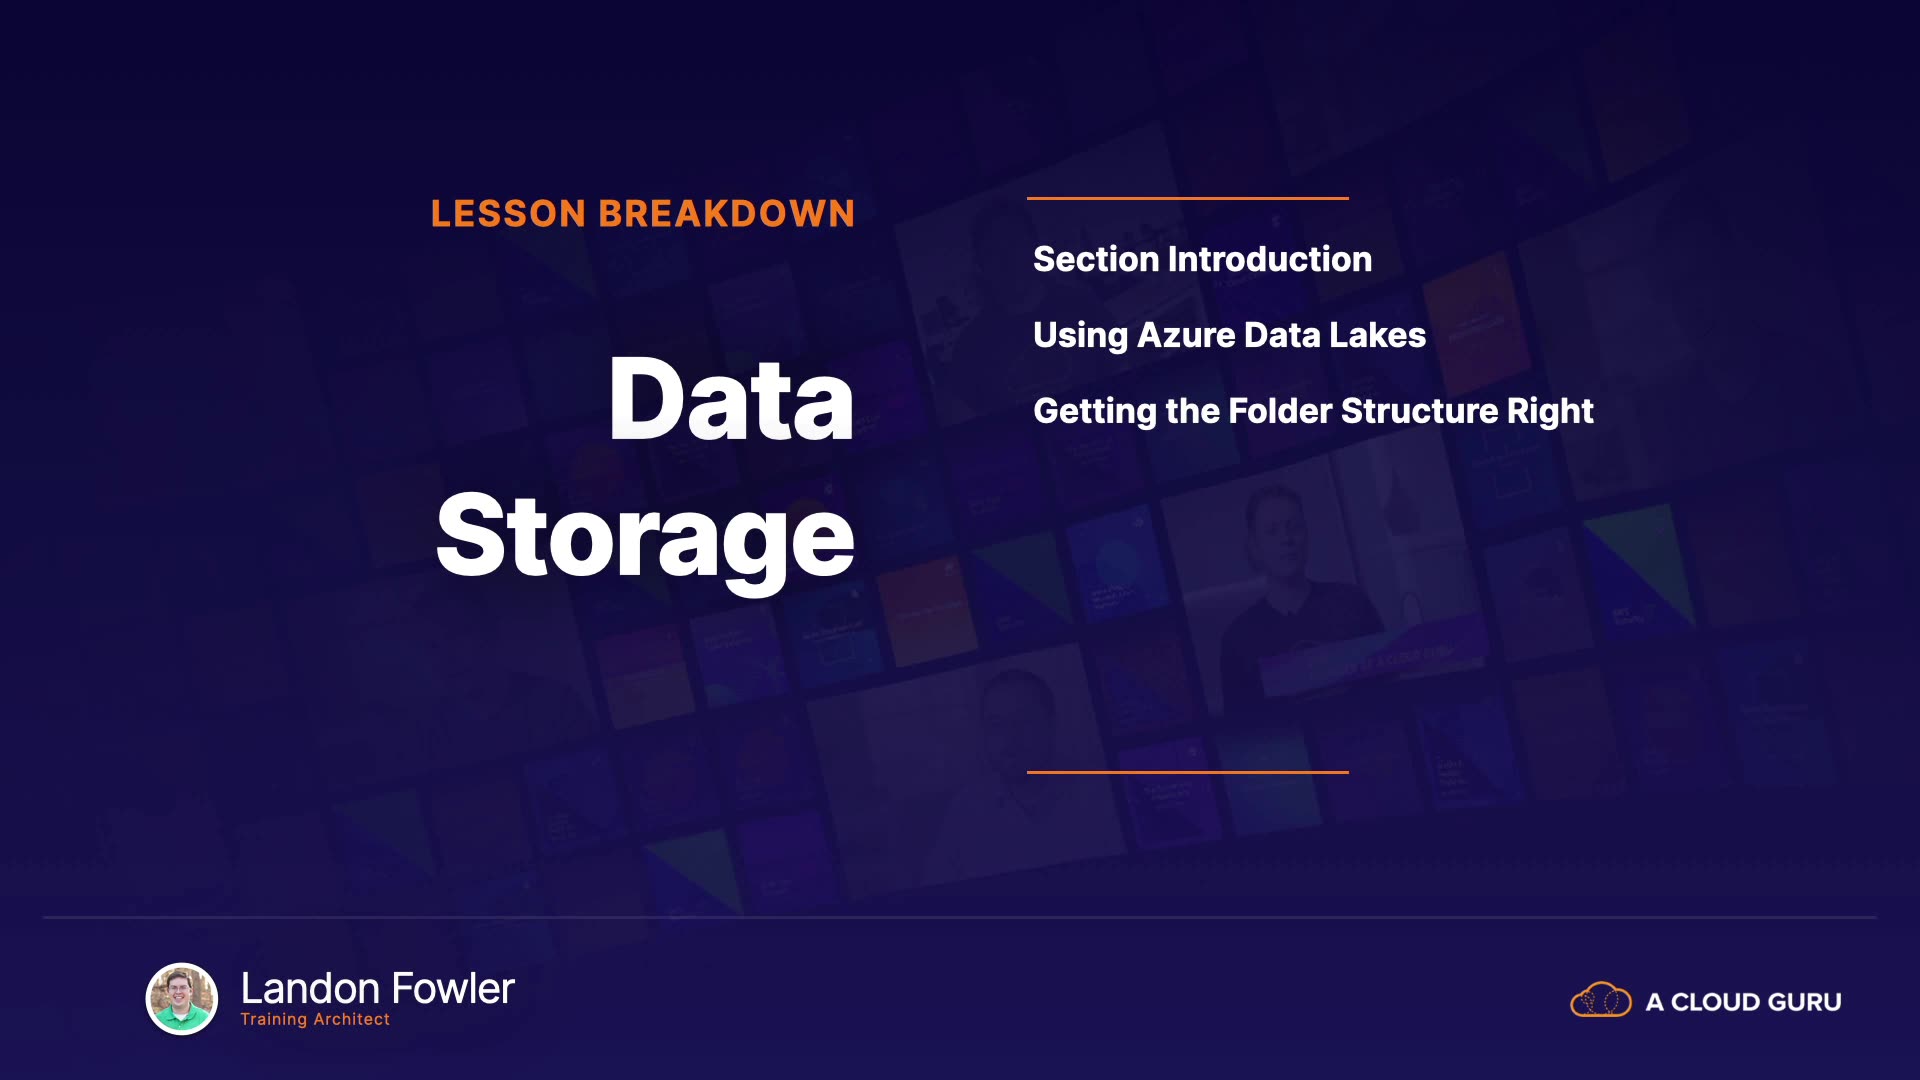 LESSON BREAKDOWN
Data
Storage
Section Introduction
Using Azure Data Lakes
Getting the Folder Structure Right
Landon Fowler
Training Architect
A CLOUD GURU